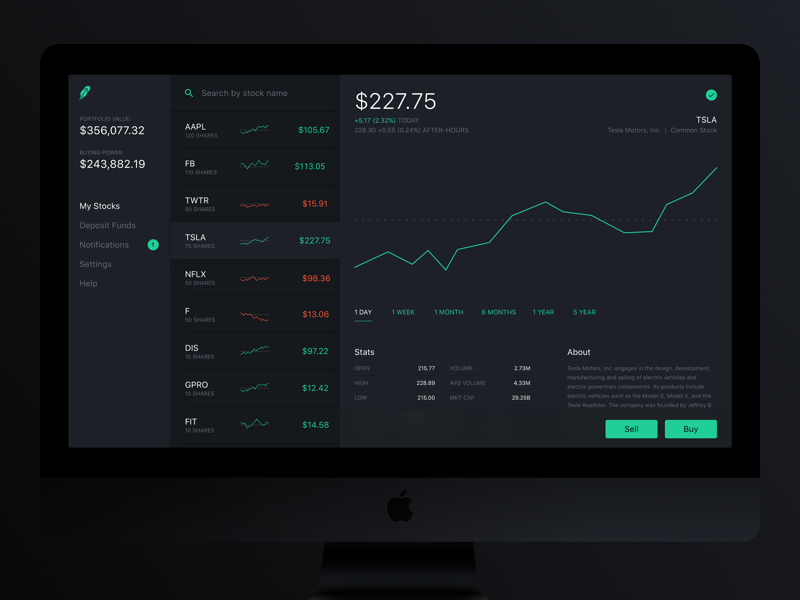 PORTFOLIO VALUE:
$356,077.32
BUYING POWER:
$243,882.19
My Stocks
Deposit Funds
Notifications 1
Settings
Help
Search by stock name
AAPL $105.67
130 SHARES
FB $113.05
110 SHARES
TWTR $15.91
80 SHARES
TSLA $227.75
75 SHARES
NFLX $98.36
50 SHARES
F $13.06
50 SHARES
DIS $97.22
15 SHARES
GPRO $12.42
10 SHARES
FIT $14.58
10 SHARES
$227.75
+5.17 (2.32%) TODAY
228.30 +0.55 (0.24%) AFTER-HOURS
TSLA
Tesla Motors, Inc. | Common Stock
1 DAY 1 WEEK 1 MONTH 6 MONTHS 1 YEAR 5 YEAR
Stats
OPEN 215.77 VOLUME 2.73M
HIGH 228.89 AVG VOLUME 4.33M
LOW 215.00 MKT CAP 29.25B
About
Tesla Motors, Inc. engages in the design, development,
manufacturing and selling of electric vehicles and
electric powertrain components. Its products include
electric vehicles such as the Model S, Model X, and the
Tesla Roadster. The company was founded by Jeffrey B.
Sell Buy